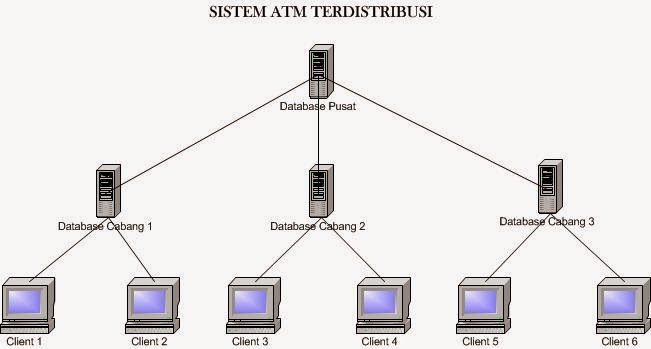 SISTEM ATM TERDISTRIBUSI
Database Pusat
Database Cabang 1
Database Cabang 2
Database Cabang 3
Client 1
Client 2
Client 3
Client 4
Client 5
Client 6